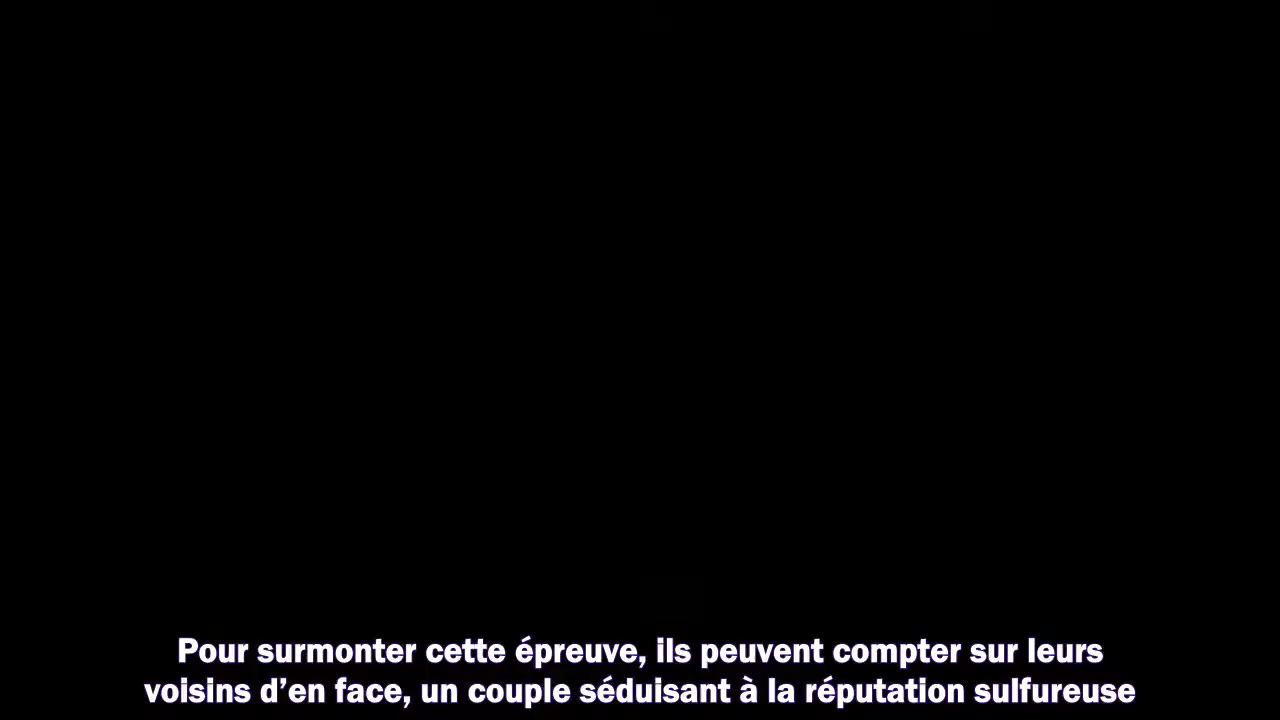 Pour surmonter cette épreuve, ils peuvent compter sur leurs
voisins d’en face, un couple séduisant à la réputation sulfureuse